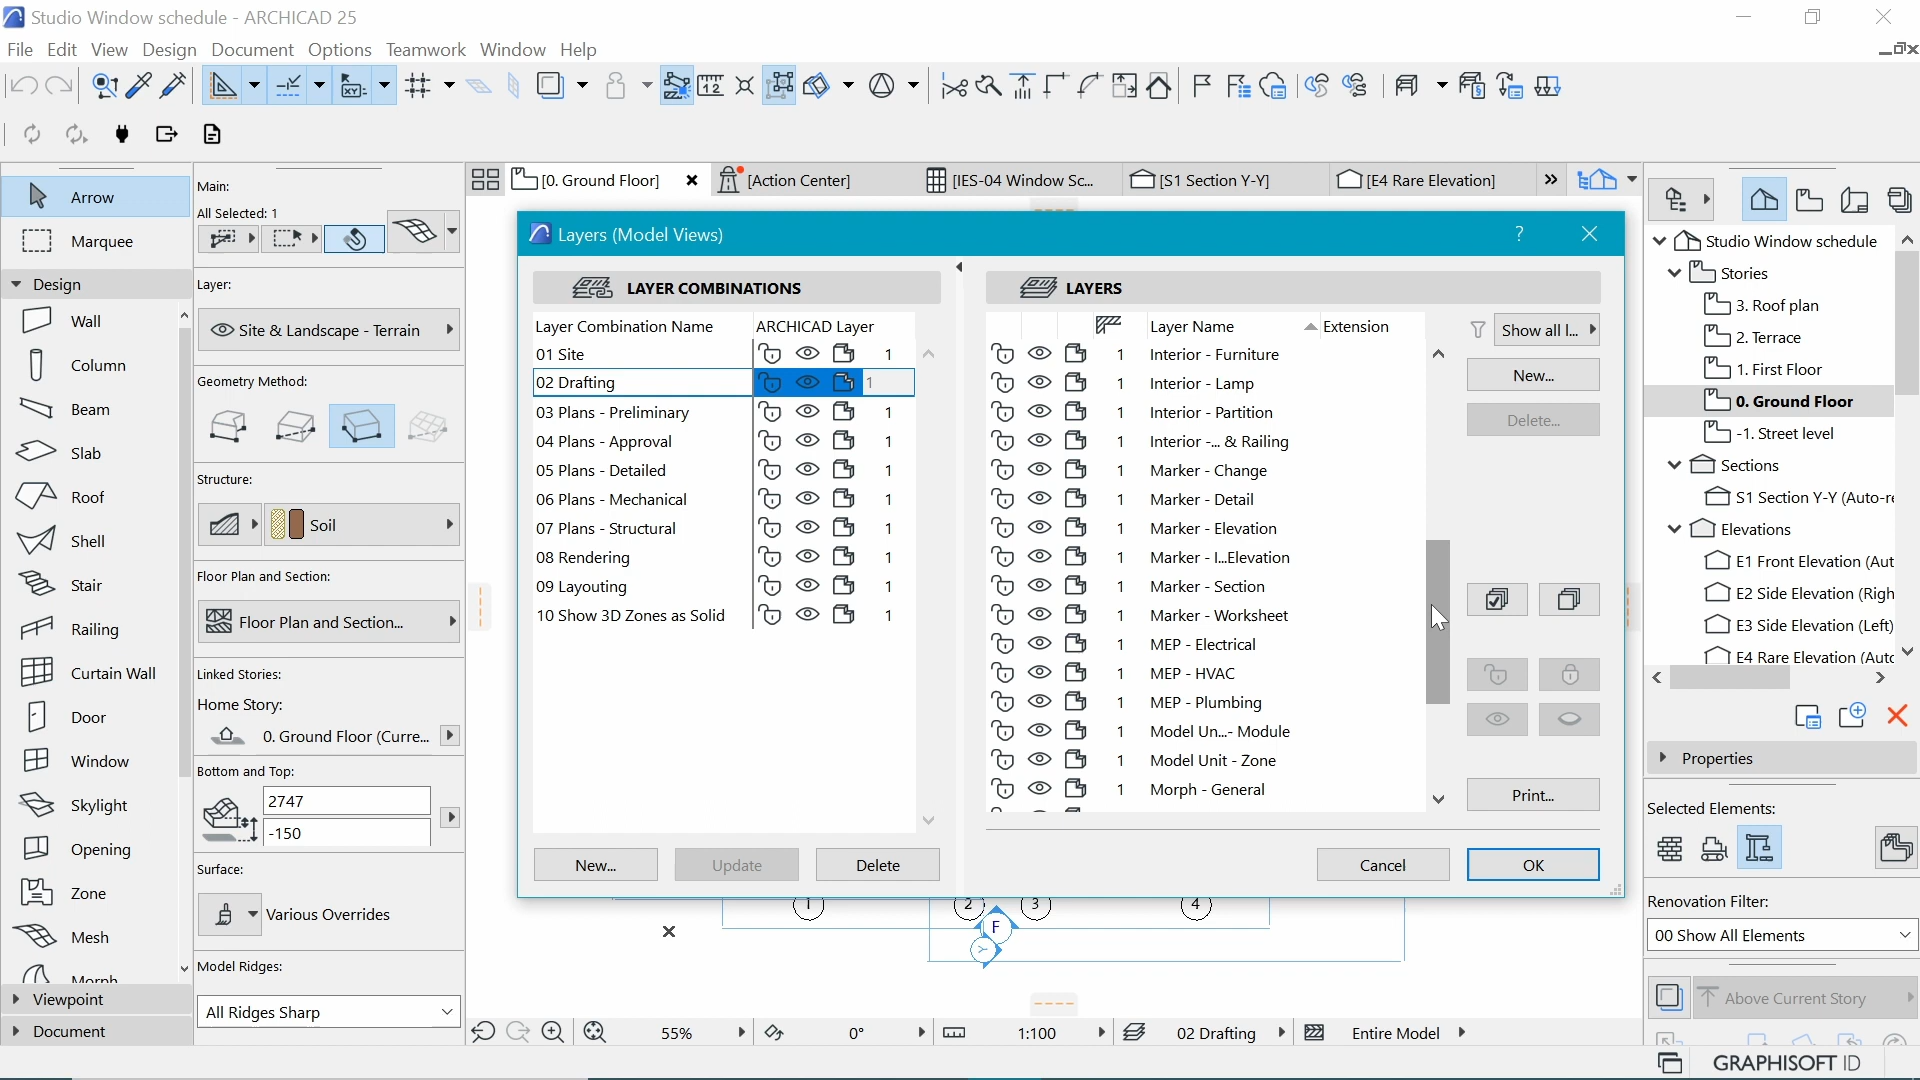 Studio Window schedule - ARCHICAD 25
File Edit View Design Document Options Teamwork Window Help
[0. Ground Floor] [Action Center] [IES-04 Window Sc... [S1 Section Y-Y] [E4 Rare Elevation]
Arrow
Marquee
Design
Wall
Column
Beam
Slab
Roof
Shell
Stair
Railing
Curtain Wall
Door
Window
Skylight
Opening
Zone
Mesh
Morph
Viewpoint
Document
Main:
All Selected: 1
Layer:
Site & Landscape - Terrain
Geometry Method:
Structure:
Soil
Floor Plan and Section:
Floor Plan and Section...
Linked Stories:
Home Story:
0. Ground Floor (Curre...
Bottom and Top:
2747
-150
Surface:
Various Overrides
Model Ridges:
All Ridges Sharp
Layers (Model Views)
LAYER COMBINATIONS
Layer Combination Name ARCHICAD Layer
01 Site 1
02 Drafting 1
03 Plans - Preliminary 1
04 Plans - Approval 1
05 Plans - Detailed 1
06 Plans - Mechanical 1
07 Plans - Structural 1
08 Rendering 1
09 Layouting 1
10 Show 3D Zones as Solid 1
New... Update Delete
LAYERS
Layer Name Extension
1 Interior - Furniture
1 Interior - Lamp
1 Interior - Partition
1 Interior -... & Railing
1 Marker - Change
1 Marker - Detail
1 Marker - Elevation
1 Marker - I...Elevation
1 Marker - Section
1 Marker - Worksheet
1 MEP - Electrical
1 MEP - HVAC
1 MEP - Plumbing
1 Model Un...- Module
1 Model Unit - Zone
1 Morph - General
Show all l...
New...
Delete...
Print...
Cancel OK
1 2 3 4
F
Y
55% 0° 1:100 02 Drafting Entire Model
Studio Window schedule
Stories
3. Roof plan
2. Terrace
1. First Floor
0. Ground Floor
-1. Street level
Sections
S1 Section Y-Y (Auto-re
Elevations
E1 Front Elevation (Aut
E2 Side Elevation (Righ
E3 Side Elevation (Left)
E4 Rare Elevation (Auto
Properties
Selected Elements:
Renovation Filter:
00 Show All Elements
Above Current Story
GRAPHISOFT ID